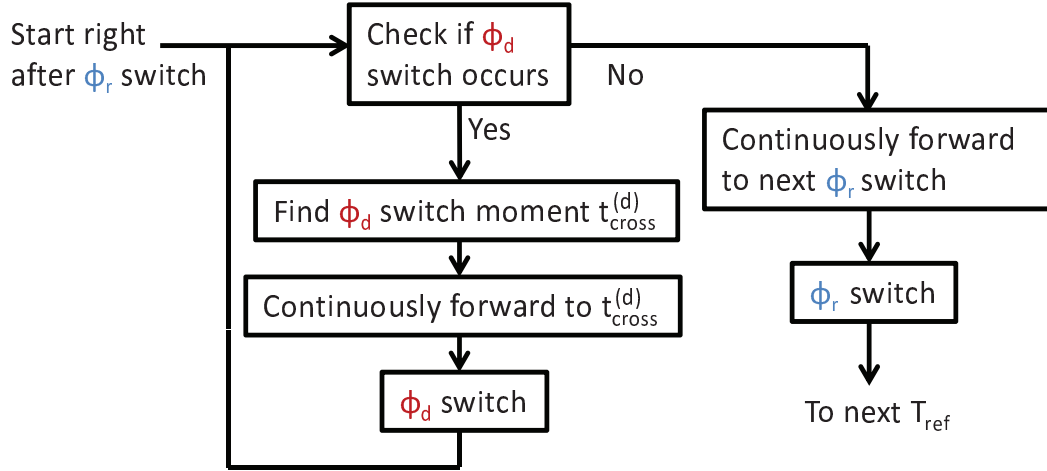 Start right
after ϕr switch
Check if ϕd
switch occurs
No
Yes
Continuously forward
to next ϕr switch
Find ϕd switch moment t(d)cross
Continuously forward to t(d)cross
ϕr switch
ϕd switch
To next Tref